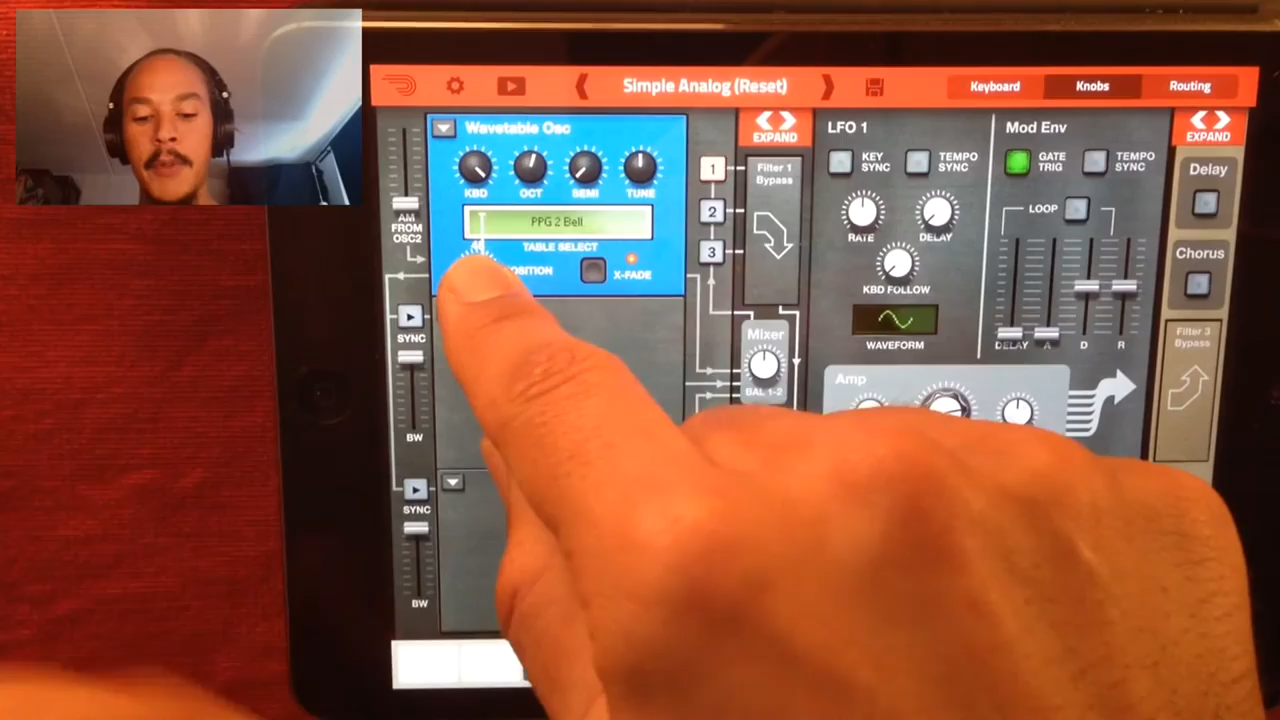 Simple Analog (Reset)
Keyboard
Knobs
Routing
Wavetable Osc
KBD
OCT
SEMI
TUNE
PPG 2 Bell
TABLE SELECT
44
OSITION
X-FADE
AM
FROM
OSC2
SYNC
BW
SYNC
BW
EXPAND
1
2
3
Filter 1
Bypass
Mixer
BAL 1-2
LFO 1
KEY
SYNC
TEMPO
SYNC
RATE
DELAY
KBD FOLLOW
WAVEFORM
Mod Env
GATE
TRIG
TEMPO
SYNC
LOOP
DELAY
A
D
R
Amp
EXPAND
Delay
Chorus
Filter 3
Bypass